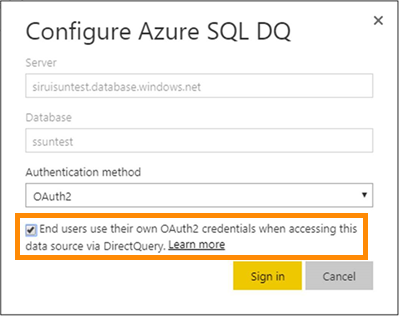 Configure Azure SQL DQ
Server
siruisuntest.database.windows.net
Database
ssuntest
Authentication method
OAuth2
End users use their own OAuth2 credentials when accessing this
data source via DirectQuery. Learn more
Sign in
Cancel